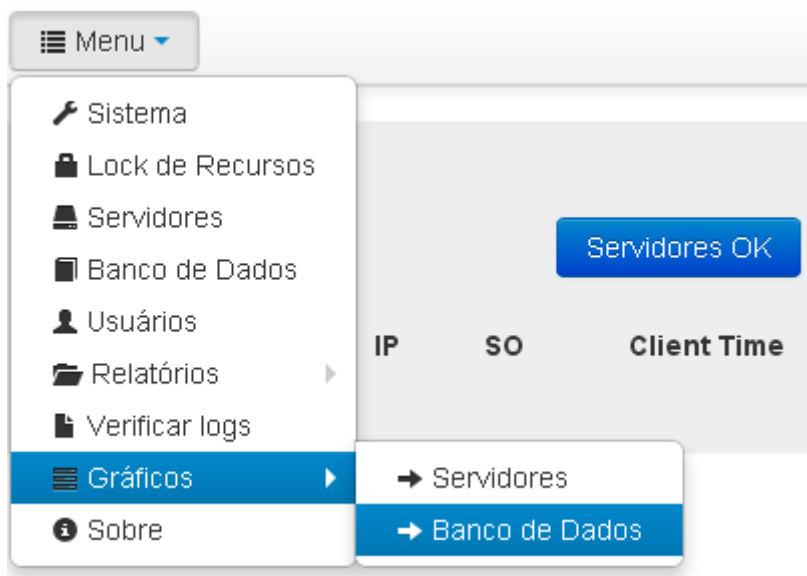 Menu
Sistema
Lock de Recursos
Servidores
Servidores OK
Banco de Dados
Usuários
IP SO Client Time
Relatórios
Verificar logs
Gráficos
Servidores
Sobre
Banco de Dados